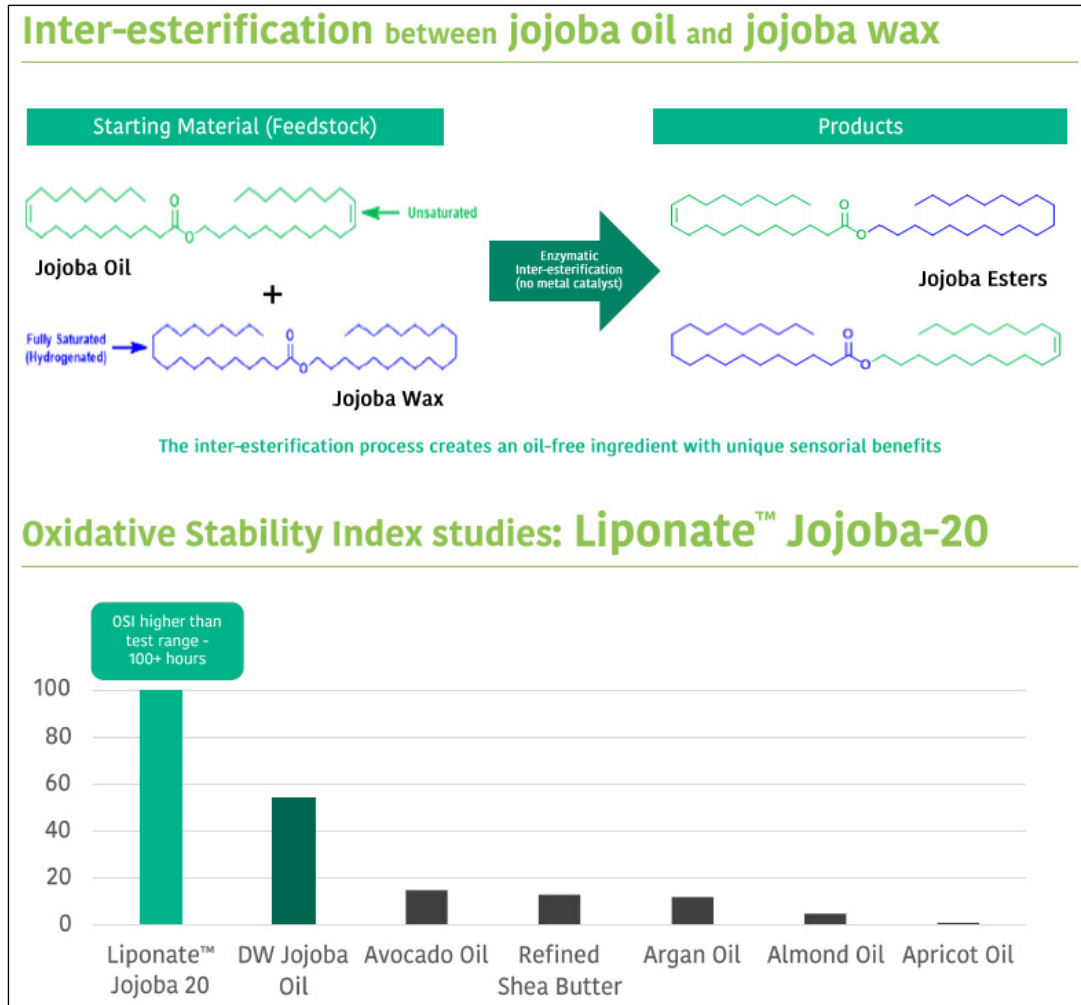 Inter-esterification between jojoba oil and jojoba wax
Starting Material (Feedstock)
Products
O
O
Unsaturated
Jojoba Oil
+
Fully Saturated
(Hydrogenated)
O
O
Jojoba Wax
Enzymatic
Inter-esterification
(no metal catalyst)
O
O
Jojoba Esters
O
O
The inter-esterification process creates an oil-free ingredient with unique sensorial benefits
Oxidative Stability Index studies: Liponate™ Jojoba-20
OSI higher than
test range -
100+ hours
100
80
60
40
20
0
Liponate™
Jojoba 20
DW Jojoba
Oil
Avocado Oil
Refined
Shea Butter
Argan Oil
Almond Oil
Apricot Oil